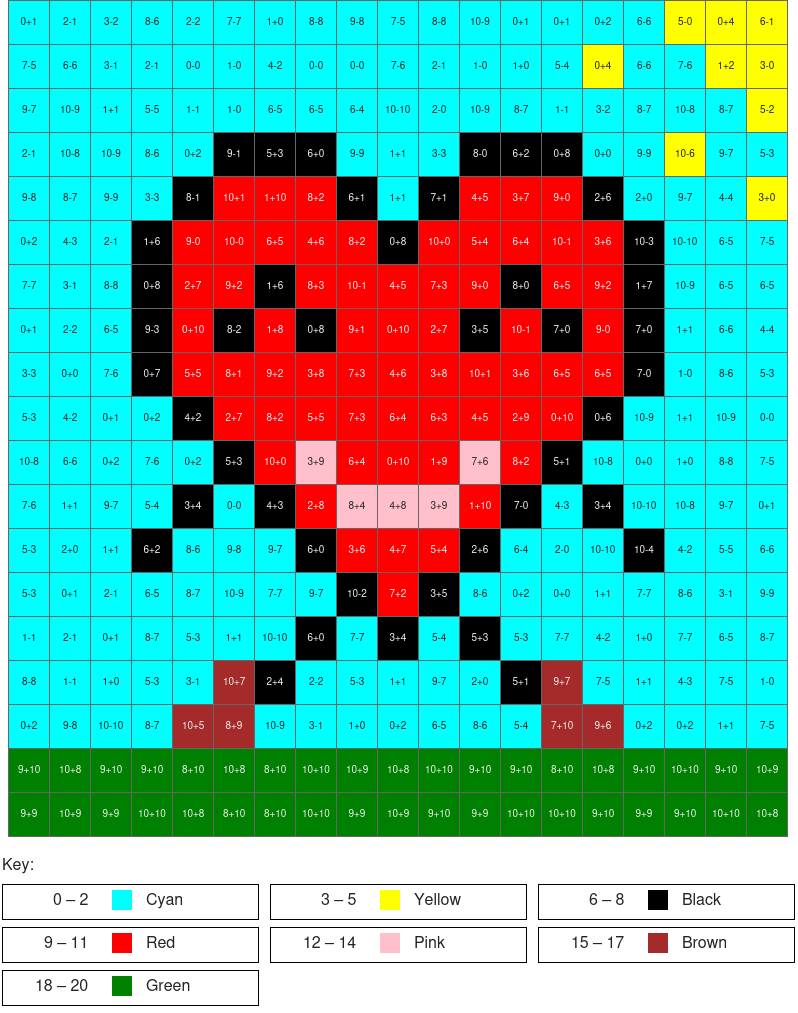 0+1 2-1 3-2 8-6 2-2 7-7 1+0 8-8 9-8 7-5 8-8 10-9 0+1 0+1 0+2 6-6 5-0 0+4 6-1
7-5 6-6 3-1 2-1 0-0 1-0 4-2 0-0 0-0 7-6 2-1 1-0 1+0 5-4 0+4 6-6 7-6 1+2 3-0
9-7 10-9 1+1 5-5 1-1 1-0 6-5 6-5 6-4 10-10 2-0 10-9 8-7 1-1 3-2 8-7 10-8 8-7 5-2
2-1 10-8 10-9 8-6 0+2 9-1 5+3 6+0 9-9 1+1 3-3 8-0 6+2 0+8 0+0 9-9 10-6 9-7 5-3
9-8 8-7 9-9 3-3 8-1 10+1 1+10 8+2 6+1 1+1 7+1 4+5 3+7 9+0 2+6 2+0 9-7 4-4 3+0
0+2 4-3 2-1 1+6 9-0 10-0 6+5 4+6 8+2 0+8 10+0 5+4 6+4 10-1 3+6 10-3 10-10 6-5 7-5
7-7 3-1 8-8 0+8 2+7 9+2 1+6 8+3 10-1 4+5 7+3 9+0 8+0 6+5 9+2 1+7 10-9 6-5 6-5
0+1 2-2 6-5 9-3 0+10 8-2 1+8 0+8 9+1 0+10 2+7 3+5 10-1 7+0 9-0 7+0 1+1 6-6 4-4
3-3 0+0 7-6 0+7 5+5 8+1 9+2 3+8 7+3 4+6 3+8 10+1 3+6 6+5 6+5 7-0 1-0 8-6 5-3
5-3 4-2 0+1 0+2 4+2 2+7 8+2 5+5 7+3 6+4 6+3 4+5 2+9 0+10 0+6 10-9 1+1 10-9 0-0
10-8 6-6 0+2 7-6 0+2 5+3 10+0 3+9 6+4 0+10 1+9 7+6 8+2 5+1 10-8 0+0 1+0 8-8 7-5
7-6 1+1 9-7 5-4 3+4 0-0 4+3 2+8 8+4 4+8 3+9 1+10 7-0 4-3 3+4 10-10 10-8 9-7 0+1
5-3 2+0 1+1 6+2 8-6 9-8 9-7 6+0 3+6 4+7 5+4 2+6 6-4 2-0 10-10 10-4 4-2 5-5 6-6
5-3 0+1 2-1 6-5 8-7 10-9 7-7 9-7 10-2 7+2 3+5 8-6 0+2 0+0 1+1 7-7 8-6 3-1 9-9
1-1 2-1 0+1 8-7 5-3 1+1 10-10 6+0 7-7 3+4 5-4 5+3 5-3 7-7 4-2 1+0 7-7 6-5 8-7
8-8 1-1 1+0 5-3 3-1 10+7 2+4 2-2 5-3 1+1 9-7 2+0 5+1 9+7 7-5 1+1 4-3 7-5 1-0
0+2 9-8 10-10 8-7 10+5 8+9 10-9 3-1 1+0 0+2 6-5 8-6 5-4 7+10 9+6 0+2 0+2 1+1 7-5
9+10 10+8 9+10 9+10 8+10 10+8 8+10 10+10 10+9 10+8 10+10 9+10 9+10 8+10 10+8 9+10 10+10 9+10 10+9
9+9 10+9 9+9 10+10 10+8 8+10 8+10 10+10 9+9 10+9 9+10 9+9 10+10 10+10 9+10 9+9 9+10 10+10 10+8
Key:
0 – 2 Cyan 3 – 5 Yellow 6 – 8 Black
9 – 11 Red 12 – 14 Pink 15 – 17 Brown
18 – 20 Green